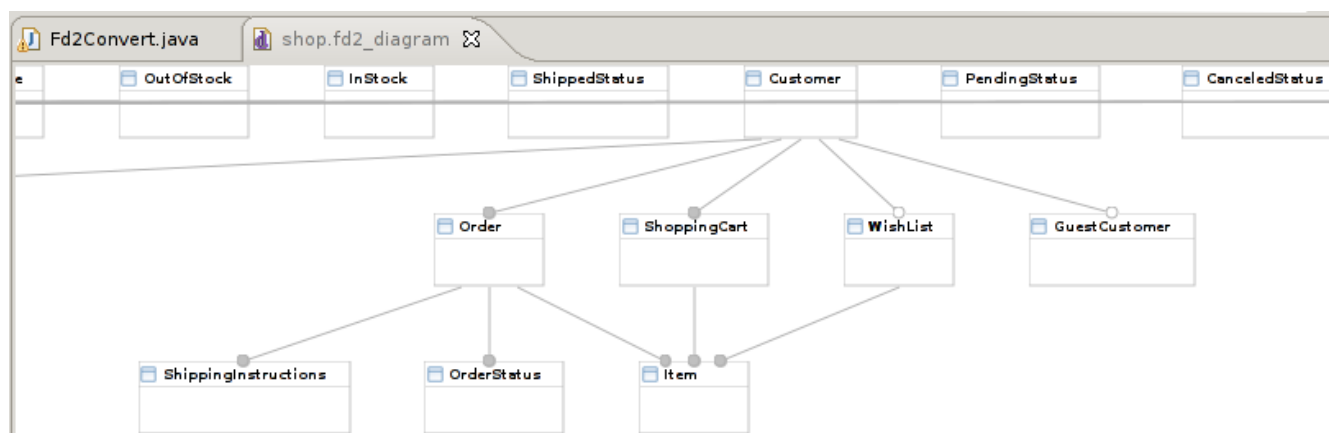 Fd2Convert.java shop.fd2_diagram
e OutOfStock InStock ShippedStatus Customer PendingStatus CanceledStatus
Order ShoppingCart WishList GuestCustomer
ShippingInstructions OrderStatus Item